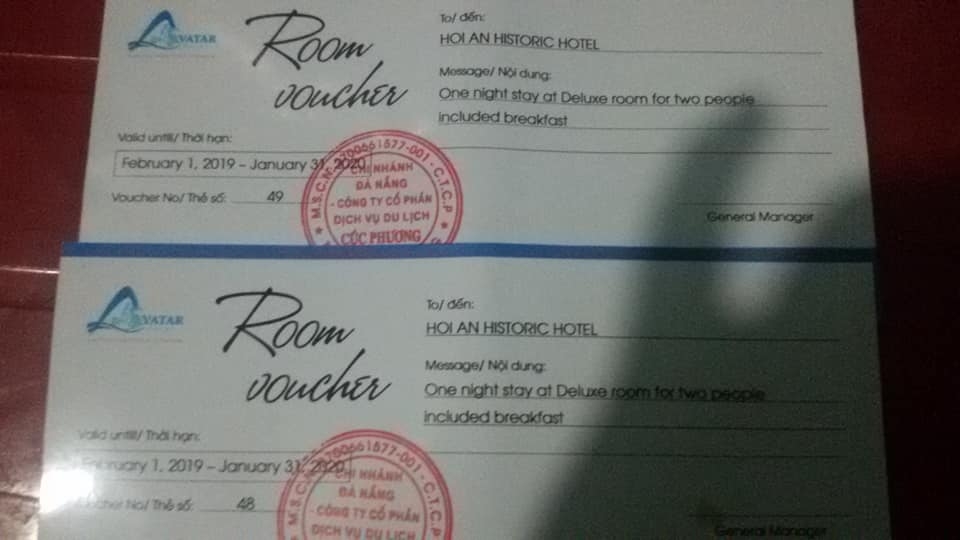 AVATAR
Room
voucher
To/ đến:
HOI AN HISTORIC HOTEL
Message/ Nội dung:
One night stay at Deluxe room for two people
included breakfast
Valid untill/ Thời hạn:
February 1, 2019 – January 31, 2020
Voucher No/ Thẻ số: 49
General Manager
CHI NHÁNH
ĐÀ NẴNG
- CÔNG TY CỔ PHẦN
DỊCH VỤ DU LỊCH
CÚC PHƯƠNG
AVATAR
Room
voucher
To/ đến:
HOI AN HISTORIC HOTEL
Message/ Nội dung:
One night stay at Deluxe room for two people
included breakfast
Valid untill/ Thời hạn:
February 1, 2019 – January 31, 2020
Voucher No/ Thẻ số: 48
General Manager
CHI NHÁNH
ĐÀ NẴNG
- CÔNG TY CỔ PHẦN
DỊCH VỤ DU LỊCH